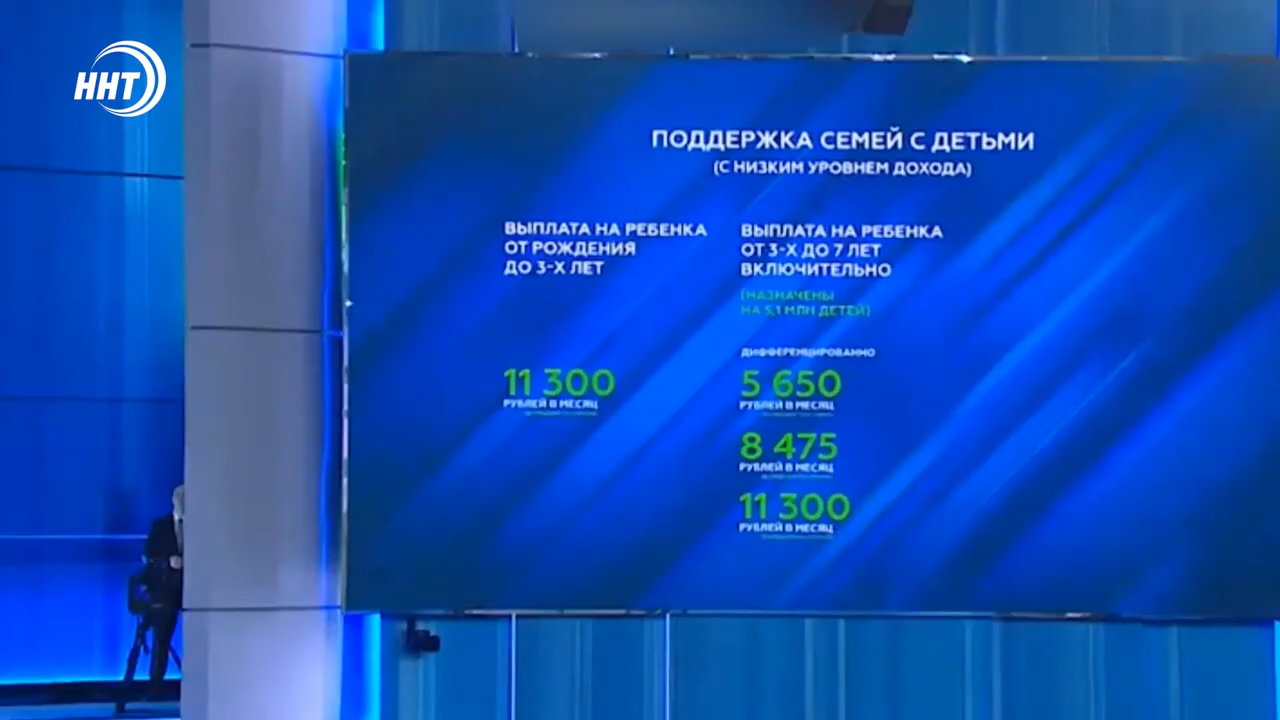 ННТ
ПОДДЕРЖКА СЕМЕЙ С ДЕТЬМИ
(С НИЗКИМ УРОВНЕМ ДОХОДА)
ВЫПЛАТА НА РЕБЕНКА
ОТ РОЖДЕНИЯ
ДО 3-Х ЛЕТ
11 300
РУБЛЕЙ В МЕСЯЦ
ВЫПЛАТА НА РЕБЕНКА
ОТ 3-Х ДО 7 ЛЕТ
ВКЛЮЧИТЕЛЬНО
(НАЗНАЧЕНЫ
НА 5,1 МЛН ДЕТЕЙ)
ДИФФЕРЕНЦИРОВАННО
5 650
РУБЛЕЙ В МЕСЯЦ
8 475
РУБЛЕЙ В МЕСЯЦ
11 300
РУБЛЕЙ В МЕСЯЦ